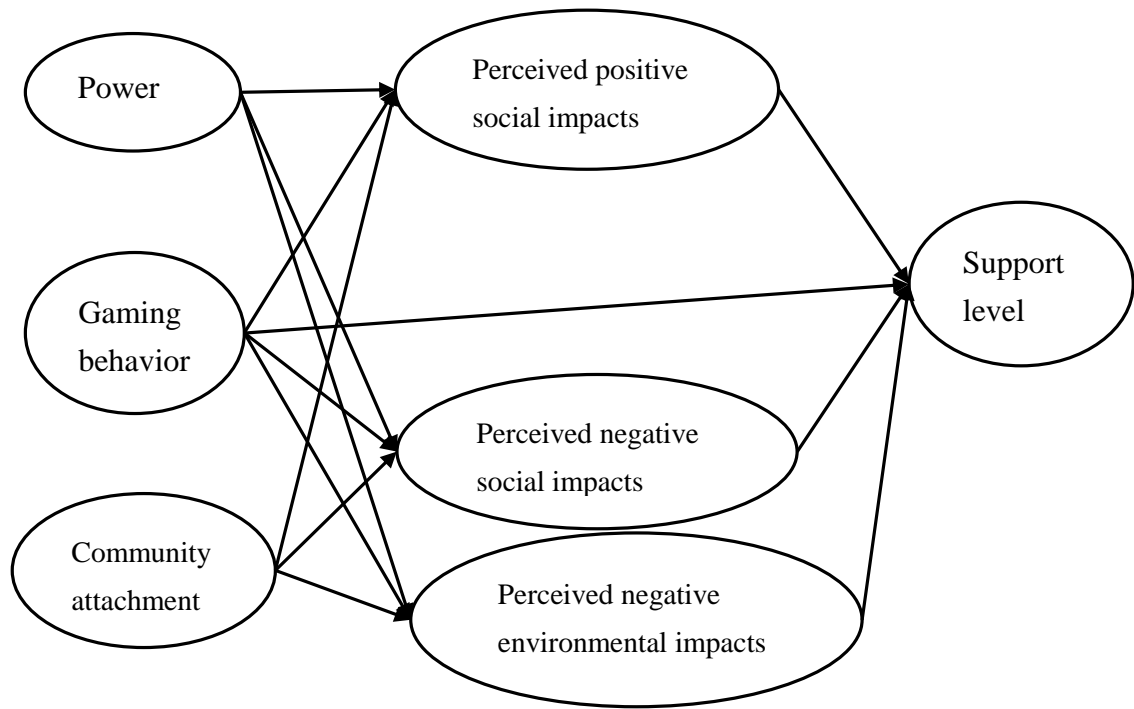 Power
Perceived positive
social impacts
Gaming
behavior
Support
level
Perceived negative
social impacts
Community
attachment
Perceived negative
environmental impacts